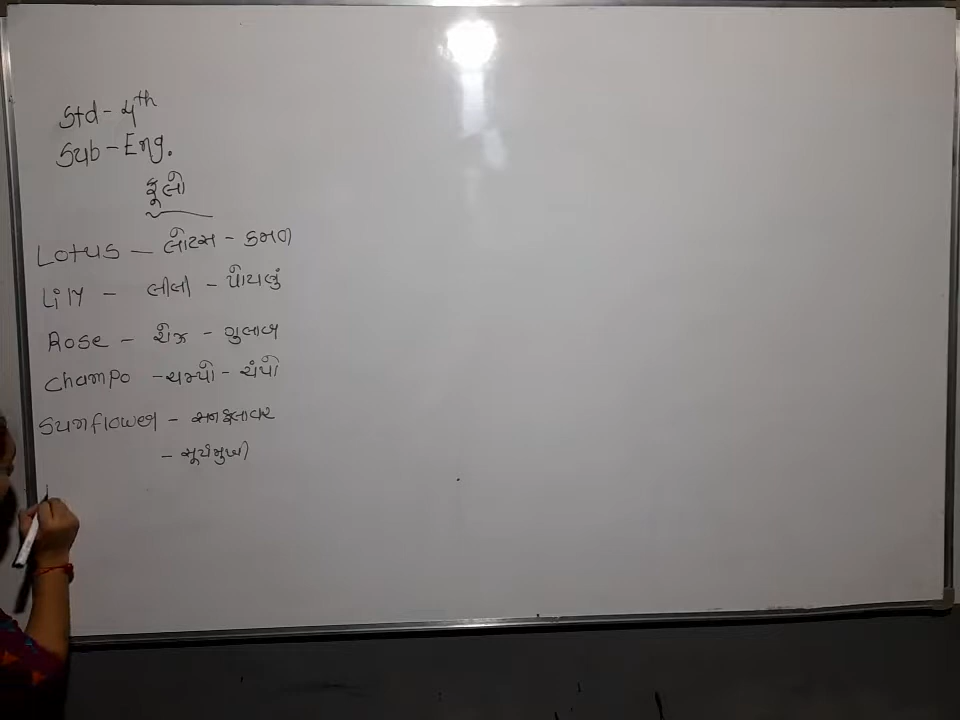 Std - 4th
Sub - Eng.
ફૂલો
Lotus - લોટસ - કમળ
Lily - લીલી - પોયણું
Rose - રોઝ - ગુલાબ
Champo - ચમ્પો - ચંપો
Sunflower - સનફ્લાવર
- સૂર્યમુખી